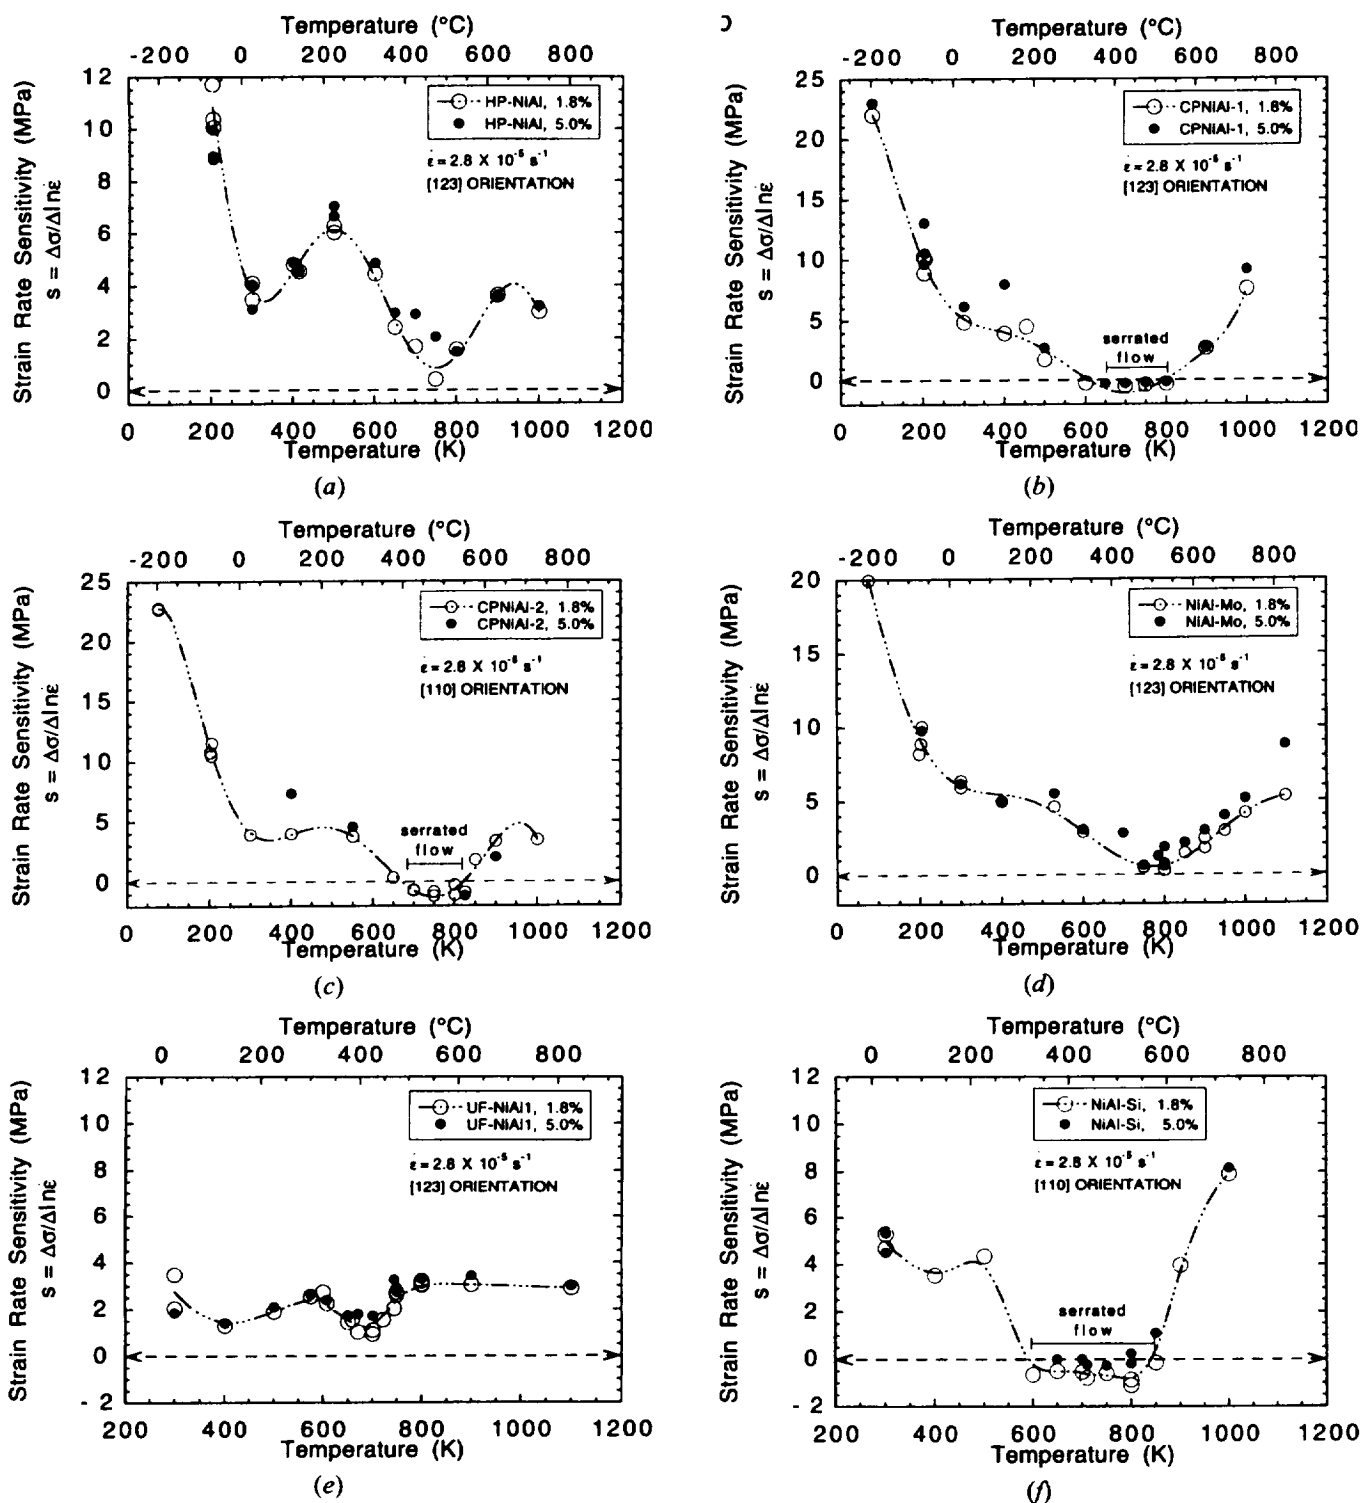 Temperature (°C)
-200 0 200 400 600 800
Strain Rate Sensitivity (MPa)
s = Δσ/Δlnε̇
12
10
8
6
4
2
0
HP-NiAl, 1.8%
HP-NiAl, 5.0%
ε̇ = 2.8 X 10⁻⁵ s⁻¹
[123] ORIENTATION
0 200 400 600 800 1000 1200
Temperature (K)
(a)
Temperature (°C)
-200 0 200 400 600 800
Strain Rate Sensitivity (MPa)
s = Δσ/Δlnε̇
25
20
15
10
5
0
CPNiAl-1, 1.8%
CPNiAl-1, 5.0%
ε̇ = 2.8 X 10⁻⁵ s⁻¹
[123] ORIENTATION
serrated
flow
0 200 400 600 800 1000 1200
Temperature (K)
(b)
Temperature (°C)
-200 0 200 400 600 800
Strain Rate Sensitivity (MPa)
s = Δσ/Δlnε̇
25
20
15
10
5
0
CPNiAl-2, 1.8%
CPNiAl-2, 5.0%
ε̇ = 2.8 X 10⁻⁵ s⁻¹
[110] ORIENTATION
serrated
flow
0 200 400 600 800 1000 1200
Temperature (K)
(c)
Temperature (°C)
-200 0 200 400 600 800
Strain Rate Sensitivity (MPa)
s = Δσ/Δlnε̇
20
15
10
5
0
NiAl-Mo, 1.8%
NiAl-Mo, 5.0%
ε̇ = 2.8 X 10⁻⁵ s⁻¹
[123] ORIENTATION
0 200 400 600 800 1000 1200
Temperature (K)
(d)
Temperature (°C)
0 200 400 600 800
Strain Rate Sensitivity (MPa)
s = Δσ/Δlnε̇
12
10
8
6
4
2
0
- 2
UF-NiAl1, 1.8%
UF-NiAl1, 5.0%
ε̇ = 2.8 X 10⁻⁵ s⁻¹
[123] ORIENTATION
200 400 600 800 1000 1200
Temperature (K)
(e)
Temperature (°C)
0 200 400 600 800
Strain Rate Sensitivity (MPa)
s = Δσ/Δlnε̇
12
10
8
6
4
2
0
- 2
NiAl-Si, 1.8%
NiAl-Si, 5.0%
ε̇ = 2.8 X 10⁻⁵ s⁻¹
[110] ORIENTATION
serrated
flow
200 400 600 800 1000 1200
Temperature (K)
(f)